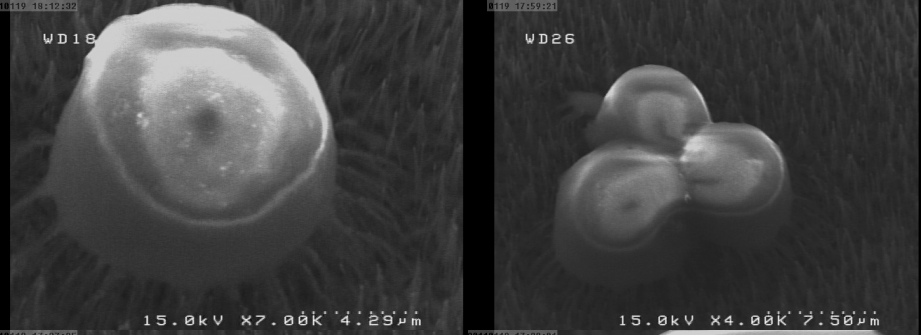 10119 18:12:32
WD18
15.0kV X7.00K 4.29µm
0119 17:59:21
WD26
15.0kV X4.00K 7.50µm